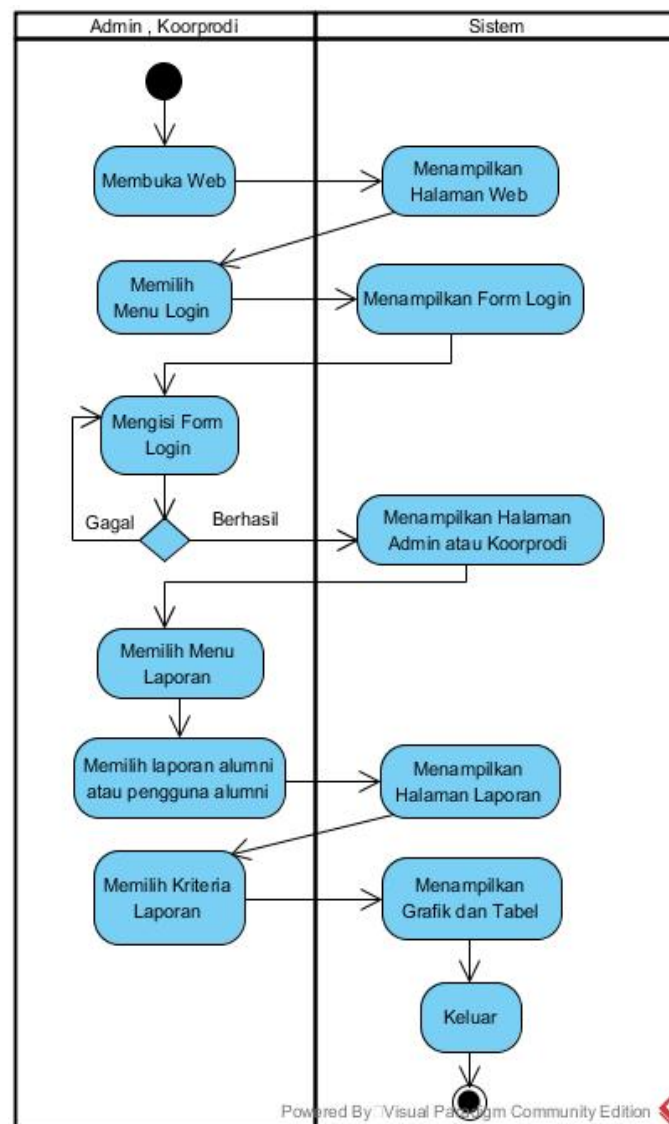 Admin , Koorprodi
Sistem
Membuka Web
Menampilkan
Halaman Web
Memilih
Menu Login
Menampilkan Form Login
Mengisi Form
Login
Gagal
Berhasil
Menampilkan Halaman
Admin atau Koorprodi
Memilih Menu
Laporan
Memilih laporan alumni
atau pengguna alumni
Menampilkan
Halaman Laporan
Memilih Kriteria
Laporan
Menampilkan
Grafik dan Tabel
Keluar
Powered By Visual Paradigm Community Edition